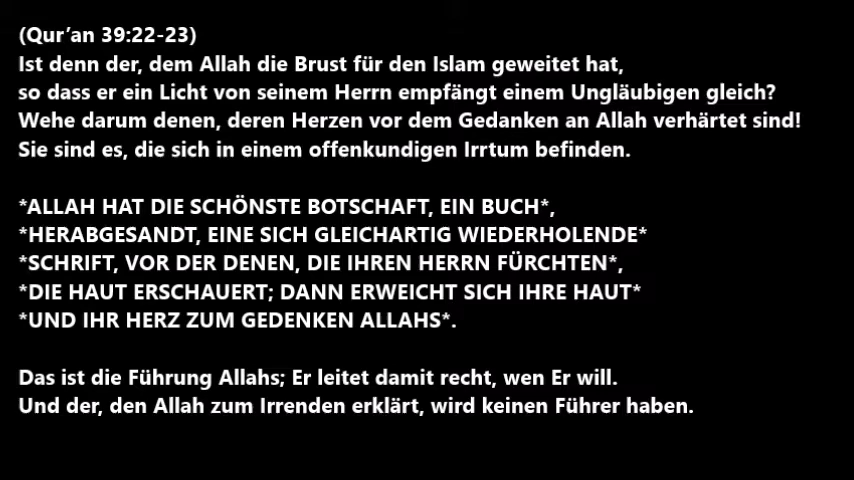 (Qur’an 39:22-23)
Ist denn der, dem Allah die Brust für den Islam geweitet hat,
so dass er ein Licht von seinem Herrn empfängt einem Ungläubigen gleich?
Wehe darum denen, deren Herzen vor dem Gedanken an Allah verhärtet sind!
Sie sind es, die sich in einem offenkundigen Irrtum befinden.
*ALLAH HAT DIE SCHÖNSTE BOTSCHAFT, EIN BUCH*,
*HERABGESANDT, EINE SICH GLEICHARTIG WIEDERHOLENDE*
*SCHRIFT, VOR DER DENEN, DIE IHREN HERRN FÜRCHTEN*,
*DIE HAUT ERSCHAUERT; DANN ERWEICHT SICH IHRE HAUT*
*UND IHR HERZ ZUM GEDENKEN ALLAHS*.
Das ist die Führung Allahs; Er leitet damit recht, wen Er will.
Und der, den Allah zum Irrenden erklärt, wird keinen Führer haben.